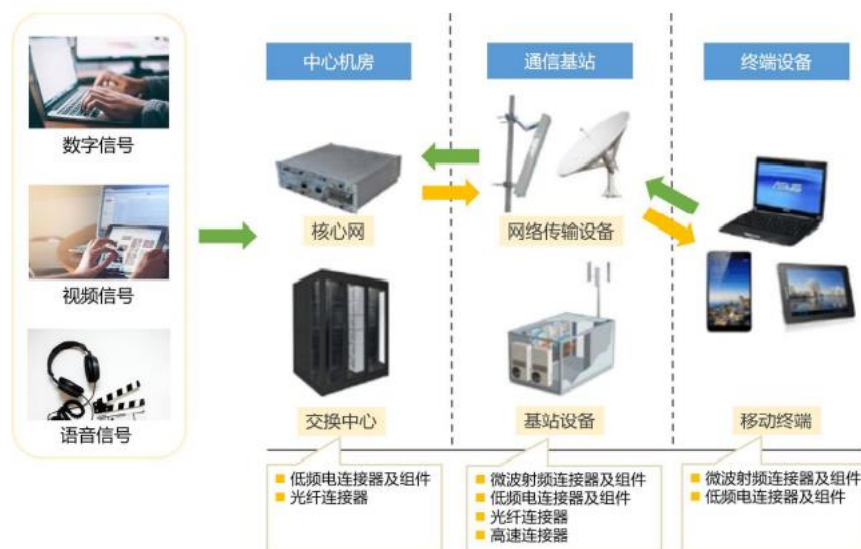 中心机房
通信基站
终端设备
数字信号
视频信号
语音信号
核心网
网络传输设备
ASUS
交换中心
基站设备
移动终端
低频电连接器及组件
光纤连接器
微波射频连接器及组件
低频电连接器及组件
光纤连接器
高速连接器
微波射频连接器及组件
低频电连接器及组件